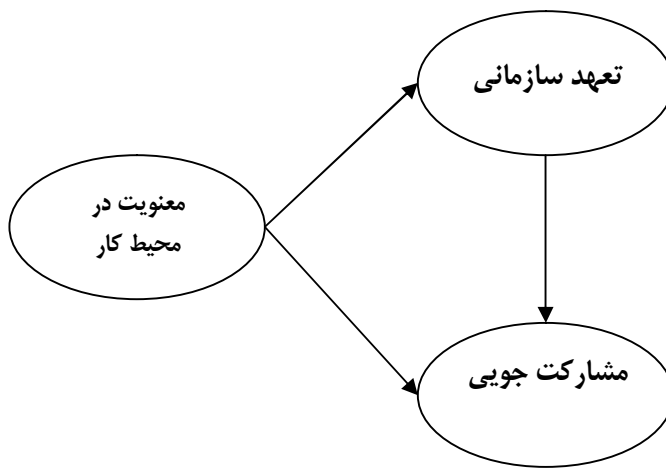 تعهد سازمانی
معنویت در
محیط کار
مشارکت جویی